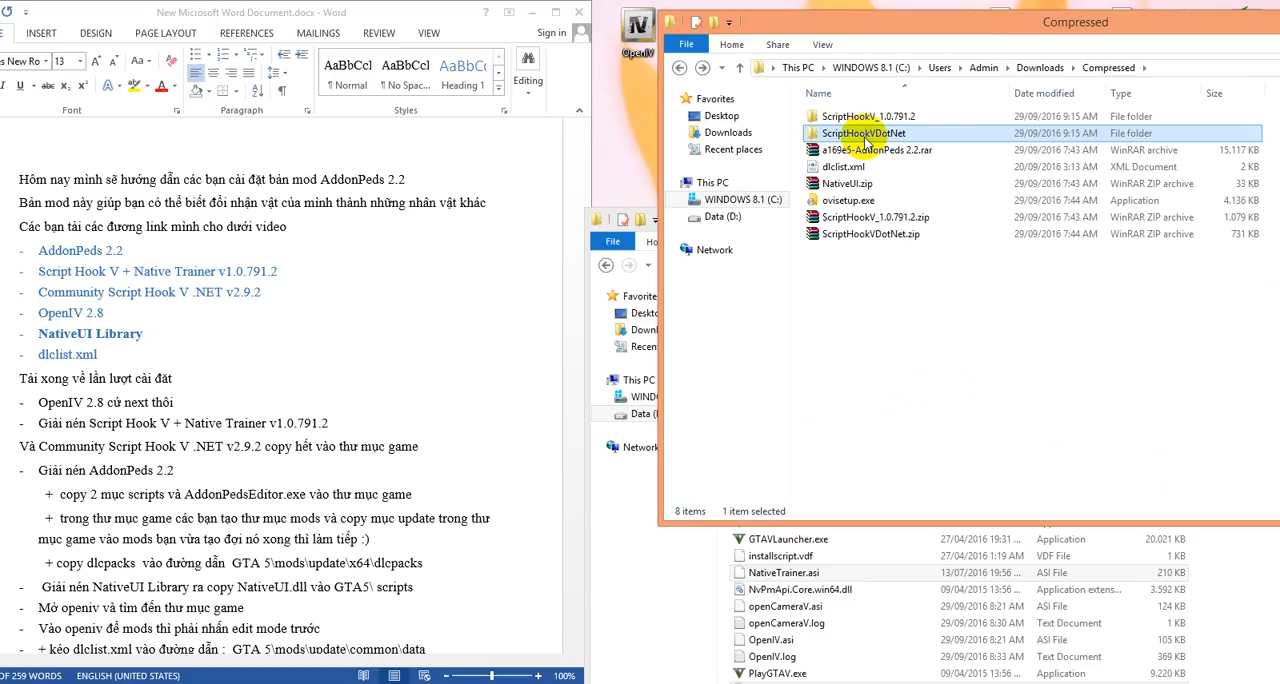 New Microsoft Word Document.docx - Word
INSERT DESIGN PAGE LAYOUT REFERENCES MAILINGS REVIEW VIEW Sign in
es New Ro 13 A A Aa
AaBbCcI AaBbCcI AaBbC
¶ Normal ¶ No Spac... Heading 1
Editing
U abc X₂ X² A A
Font Paragraph Styles
Hôm nay mình sẽ hướng dẫn các bạn cài đặt bản mod AddonPeds 2.2
Bản mod này giúp bạn có thể biết đổi nhận vật của mình thành những nhân vật khác
Các bạn tải các đương link mình cho dưới video
- AddonPeds 2.2
- Script Hook V + Native Trainer v1.0.791.2
- Community Script Hook V .NET v2.9.2
- OpenIV 2.8
- NativeUI Library
- dlclist.xml
Tải xong về lần lượt cài đăt
- OpenIV 2.8 cứ next thôi
- Giải nén Script Hook V + Native Trainer v1.0.791.2
Và Community Script Hook V .NET v2.9.2 copy hết vào thư mục game
- Giải nén AddonPeds 2.2
+ copy 2 mục scripts và AddonPedsEditor.exe vào thư mục game
+ trong thư mục game các bạn tạo thư mục mods và copy mục update trong thư
mục game vào mods bạn vừa tạo đợi nó xong thì làm tiếp :)
+ copy dlcpacks vào đường dẫn GTA 5\mods\update\x64\dlcpacks
- Giải nén NativeUI Library ra copy NativeUI.dll vào GTA5\ scripts
- Mở openiv và tìm đến thư mục game
- Vào openiv để mods thì phải nhấn edit mode trước
- + kéo dlclist.xml vào đường dẫn : GTA 5\mods\update\common\data
OF 259 WORDS ENGLISH (UNITED STATES) 100%
OpenIV
Compressed
File Home Share View
This PC WINDOWS 8.1 (C:) Users Admin Downloads Compressed
Favorites
Desktop
Downloads
Recent places
This PC
WINDOWS 8.1 (C:)
Data (D:)
Network
Name Date modified Type Size
ScriptHookV_1.0.791.2 29/09/2016 9:15 AM File folder
ScriptHookVDotNet 29/09/2016 9:15 AM File folder
a169e5-AddonPeds 2.2.rar 29/09/2016 7:43 AM WinRAR archive 15.117 KB
dlclist.xml 29/09/2016 3:13 AM XML Document 2 KB
NativeUI.zip 29/09/2016 7:43 AM WinRAR ZIP archive 33 KB
ovisetup.exe 29/09/2016 7:44 AM Application 4.136 KB
ScriptHookV_1.0.791.2.zip 29/09/2016 7:43 AM WinRAR ZIP archive 1.079 KB
ScriptHookVDotNet.zip 29/09/2016 7:44 AM WinRAR ZIP archive 731 KB
8 items 1 item selected
File Ho
Favorite
Deskto
Downl
Recen
This PC
WIND
Data (
Network
GTAVLauncher.exe 27/04/2016 19:31 ... Application 20.021 KB
installscript.vdf 27/04/2016 1:19 AM VDF File 1 KB
NativeTrainer.asi 13/07/2016 19:56 ... ASI File 210 KB
NvPmApi.Core.win64.dll 09/04/2015 13:56 ... Application extens... 3.592 KB
openCameraV.asi 29/09/2016 8:21 AM ASI File 124 KB
openCameraV.log 29/09/2016 8:30 AM Text Document 1 KB
OpenIV.asi 29/09/2016 8:21 AM ASI File 105 KB
OpenIV.log 29/09/2016 8:33 AM Text Document 369 KB
PlayGTAV.exe 09/04/2015 13:56 ... Application 9.220 KB